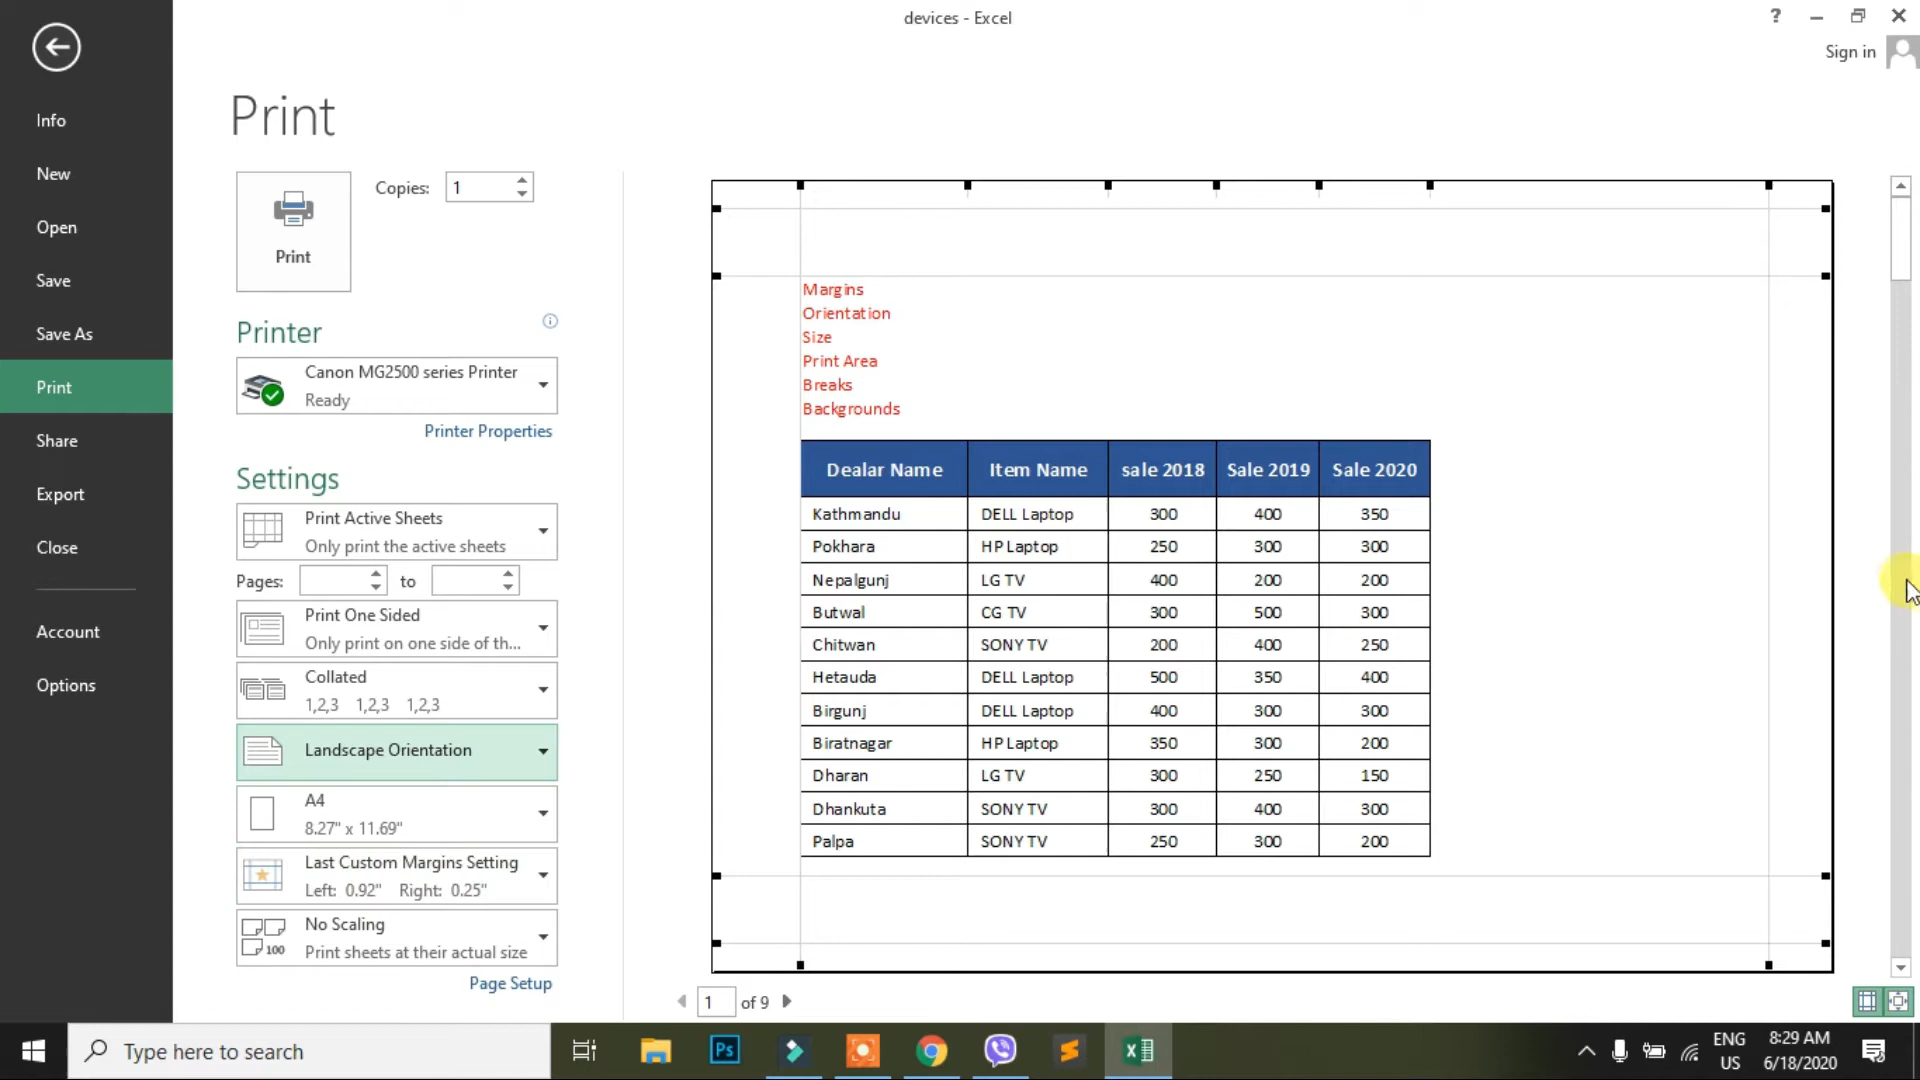 devices - Excel
?
Sign in
Info
New
Open
Save
Save As
Print
Share
Export
Close
Account
Options
Print
Print
Copies: 1
Printer
Canon MG2500 series Printer
Ready
Printer Properties
Settings
Print Active Sheets
Only print the active sheets
Pages: to
Print One Sided
Only print on one side of th...
Collated
1,2,3 1,2,3 1,2,3
Landscape Orientation
A4
8.27" x 11.69"
Last Custom Margins Setting
Left: 0.92" Right: 0.25"
No Scaling
100
Print sheets at their actual size
Page Setup
Margins
Orientation
Size
Print Area
Breaks
Backgrounds
Dealar Name Item Name sale 2018 Sale 2019 Sale 2020
Kathmandu DELL Laptop 300 400 350
Pokhara HP Laptop 250 300 300
Nepalgunj LG TV 400 200 200
Butwal CG TV 300 500 300
Chitwan SONY TV 200 400 250
Hetauda DELL Laptop 500 350 400
Birgunj DELL Laptop 400 300 300
Biratnagar HP Laptop 350 300 200
Dharan LG TV 300 250 150
Dhankuta SONY TV 300 400 300
Palpa SONY TV 250 300 200
1 of 9
Type here to search
Ps
ENG
US
8:29 AM
6/18/2020